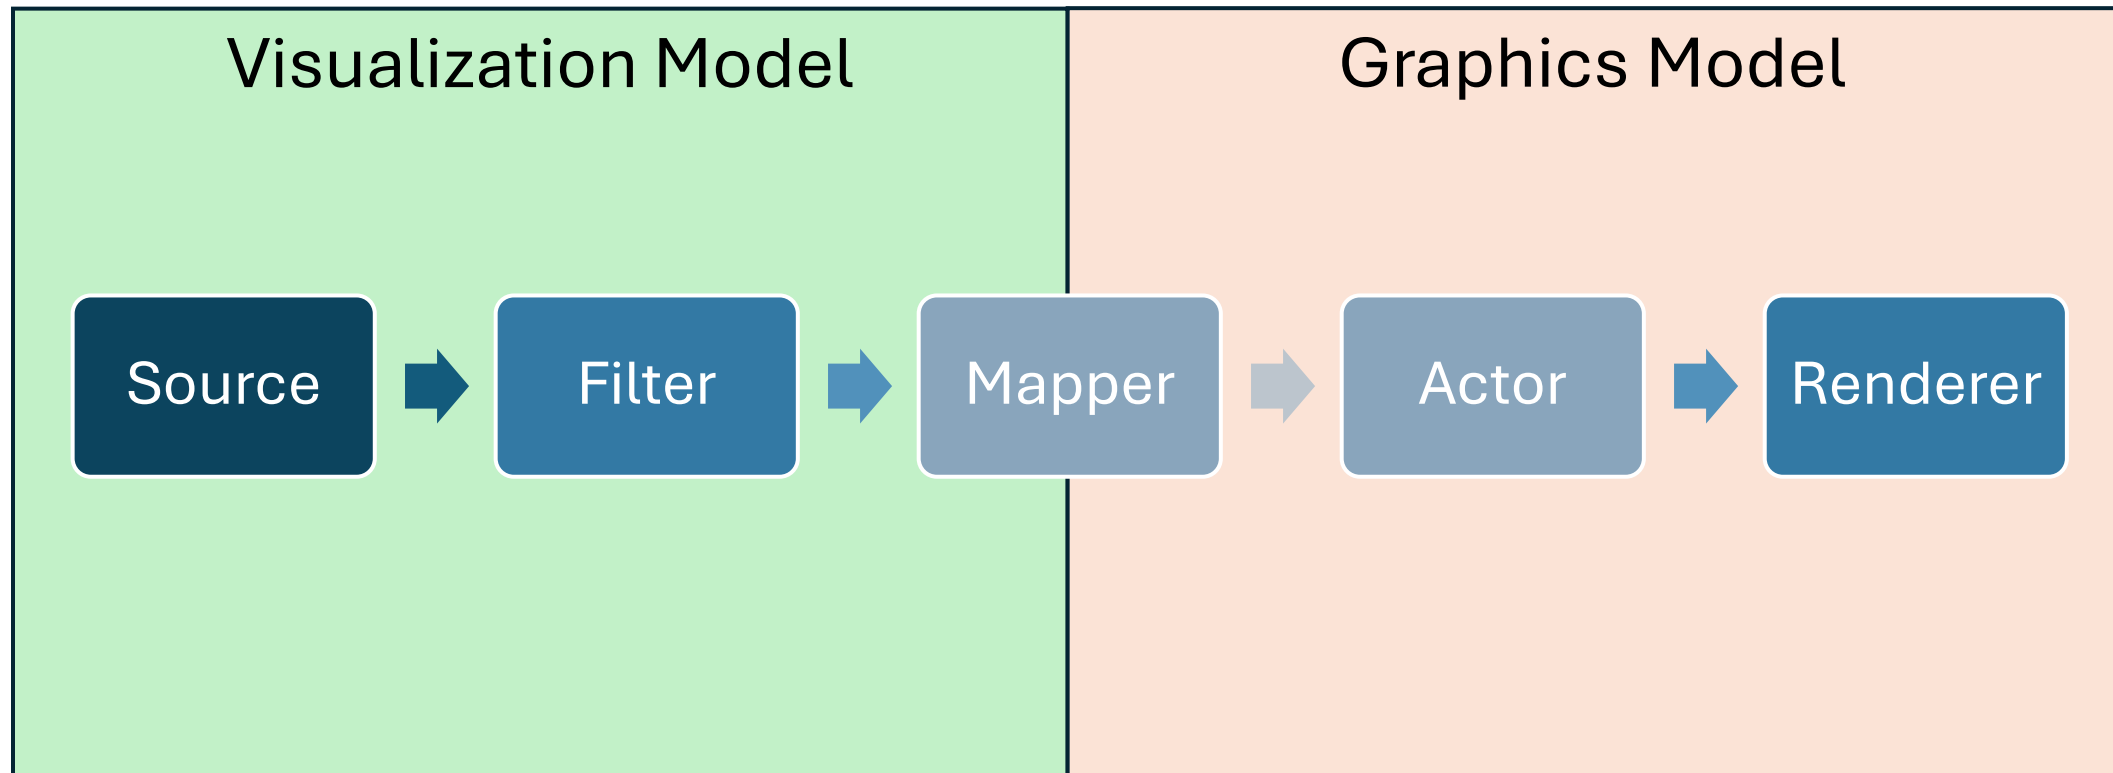 Visualization Model
Graphics Model
Source
Filter
Mapper
Actor
Renderer